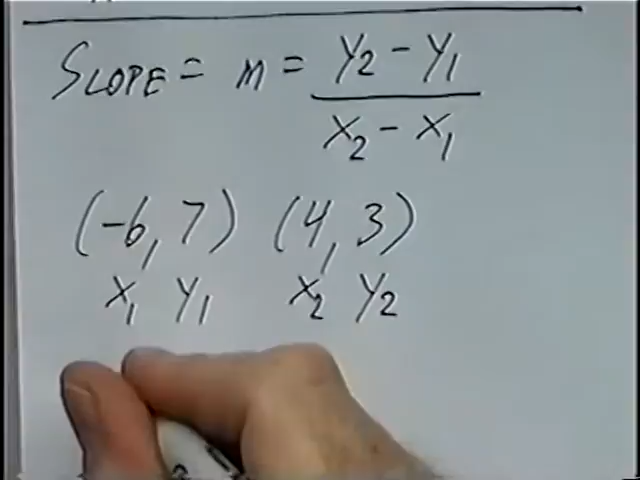 SLOPE = m = y₂ - y₁ / x₂ - x₁
(-6, 7) (4, 3)
x₁ y₁ x₂ y₂